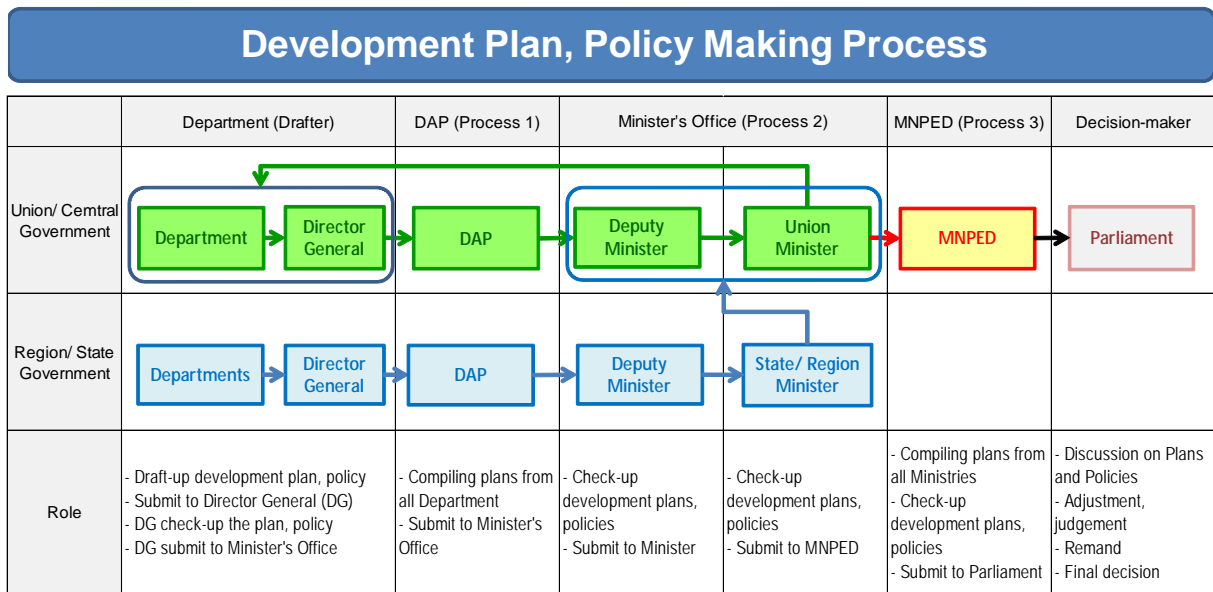 Development Plan, Policy Making Process
Department (Drafter)
DAP (Process 1)
Minister's Office (Process 2)
MNPED (Process 3)
Decision-maker
Union/ Cemtral
Government
Department
Director
General
DAP
Deputy
Minister
Union
Minister
MNPED
Parliament
Region/ State
Government
Departments
Director
General
DAP
Deputy
Minister
State/ Region
Minister
Role
- Draft-up development plan, policy
- Submit to Director General (DG)
- DG check-up the plan, policy
- DG submit to Minister's Office
- Compiling plans from
all Department
- Submit to Minister's
Office
- Check-up
development plans,
policies
- Submit to Minister
- Check-up
development plans,
policies
- Submit to MNPED
- Compiling plans from
all Ministries
- Check-up
development plans,
policies
- Submit to Parliament
- Discussion on Plans
and Policies
- Adjustment,
judgement
- Remand
- Final decision